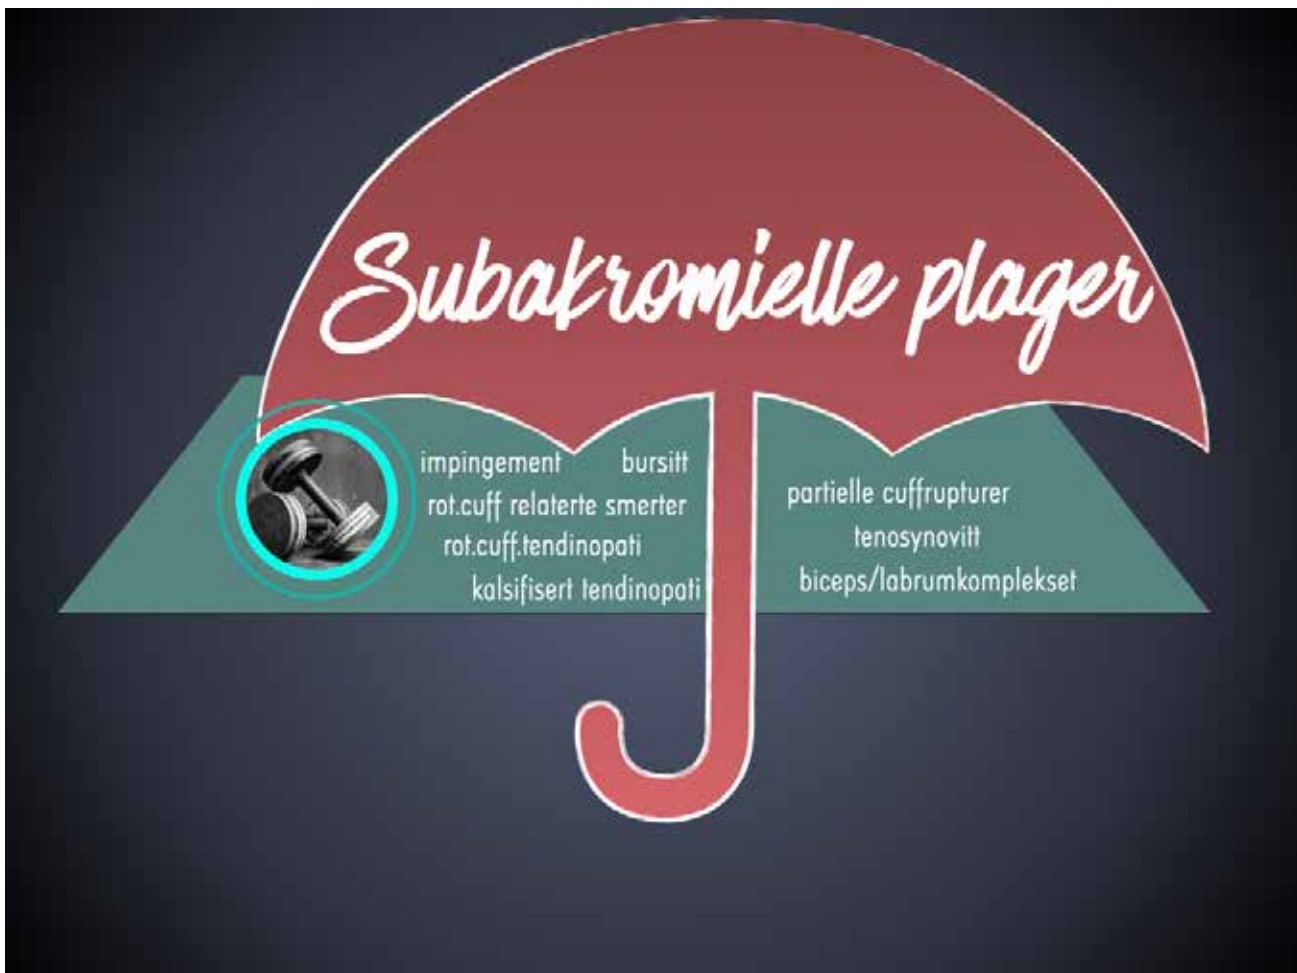 Subakromielle plager
impingement bursitt
rot.cuff relaterte smerter
rot.cuff.tendinopati
kalsifisert tendinopati
partielle cuffrupturer
tenosynovitt
biceps/labrumkomplekset